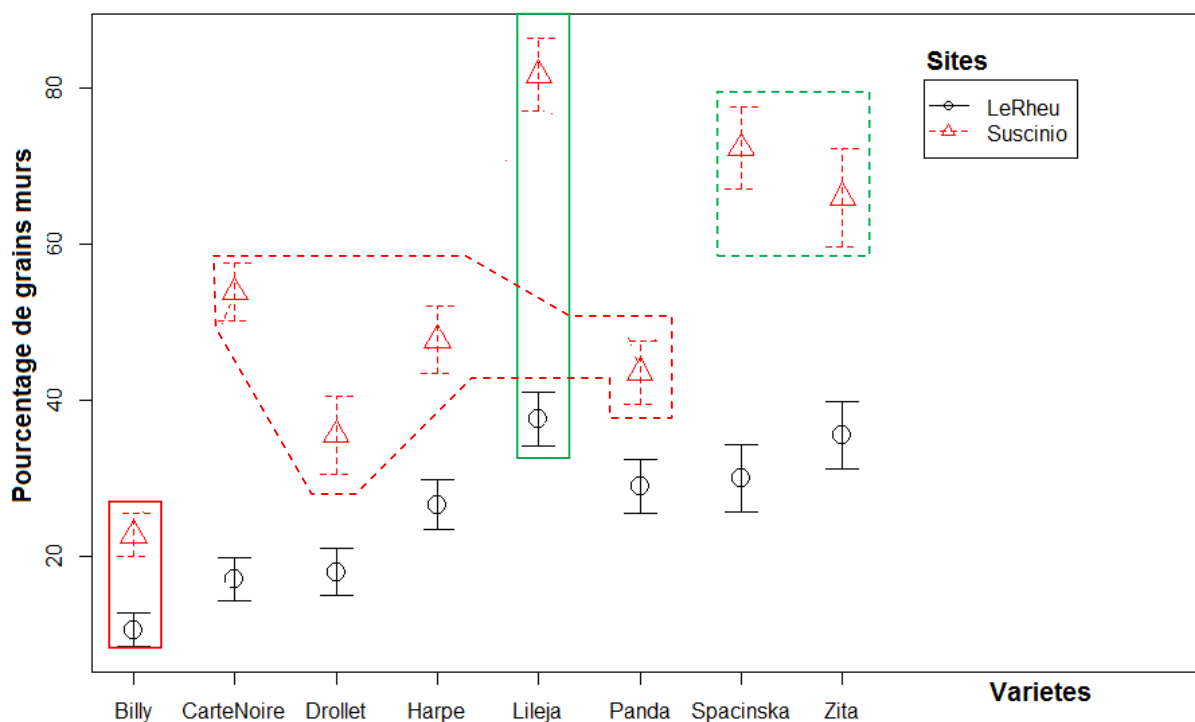 Pourcentage de grains murs
80
60
40
20
Sites
LeRheu
Suscinio
Billy CarteNoire Drollet Harpe Lileja Panda Spacinska Zita
Varietes